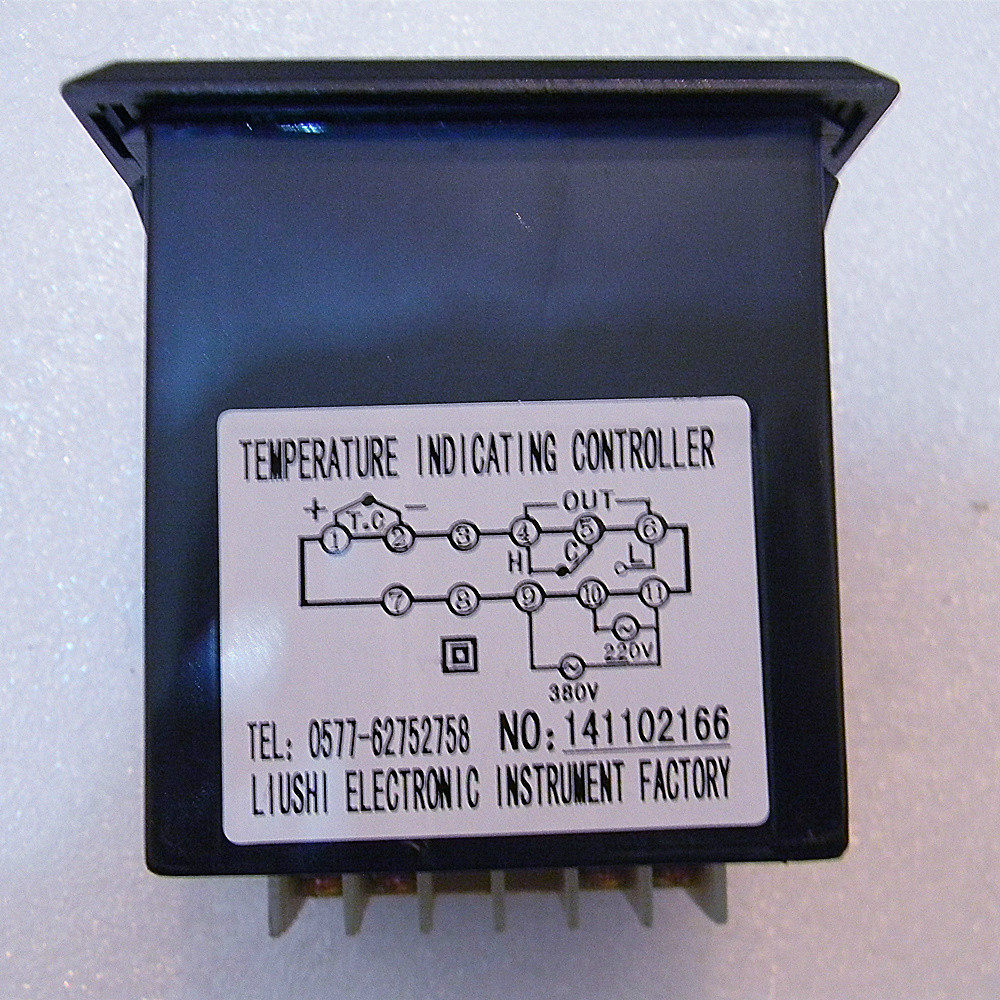 TEMPERATURE INDICATING CONTROLLER
+ T.C - OUT
1 2 3 4 5 6
H C L
7 8 9 10 11
220V
380V
TEL: 0577-62752758 NO: 141102166
LIUSHI ELECTRONIC INSTRUMENT FACTORY